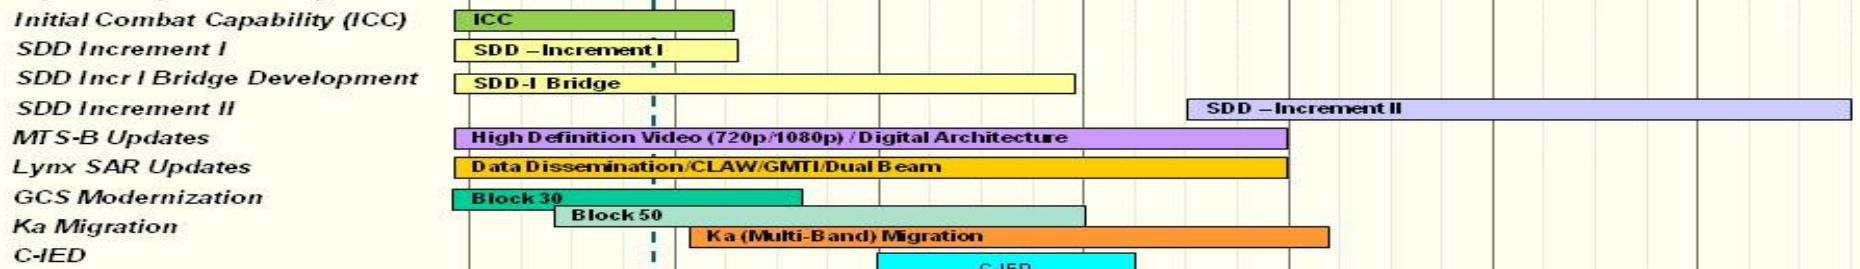 Initial Combat Capability (ICC) ICC
SDD Increment I SDD – Increment I
SDD Incr I Bridge Development SDD-I Bridge
SDD Increment II SDD – Increment II
MTS-B Updates High Definition Video (720p/1080p) / Digital Architecture
Lynx SAR Updates Data Dissemination/CLAW/GMTI/Dual Beam
GCS Modernization Block 30
Block 50
Ka Migration Ka (Multi-Band) Migration
C-IED C-IED